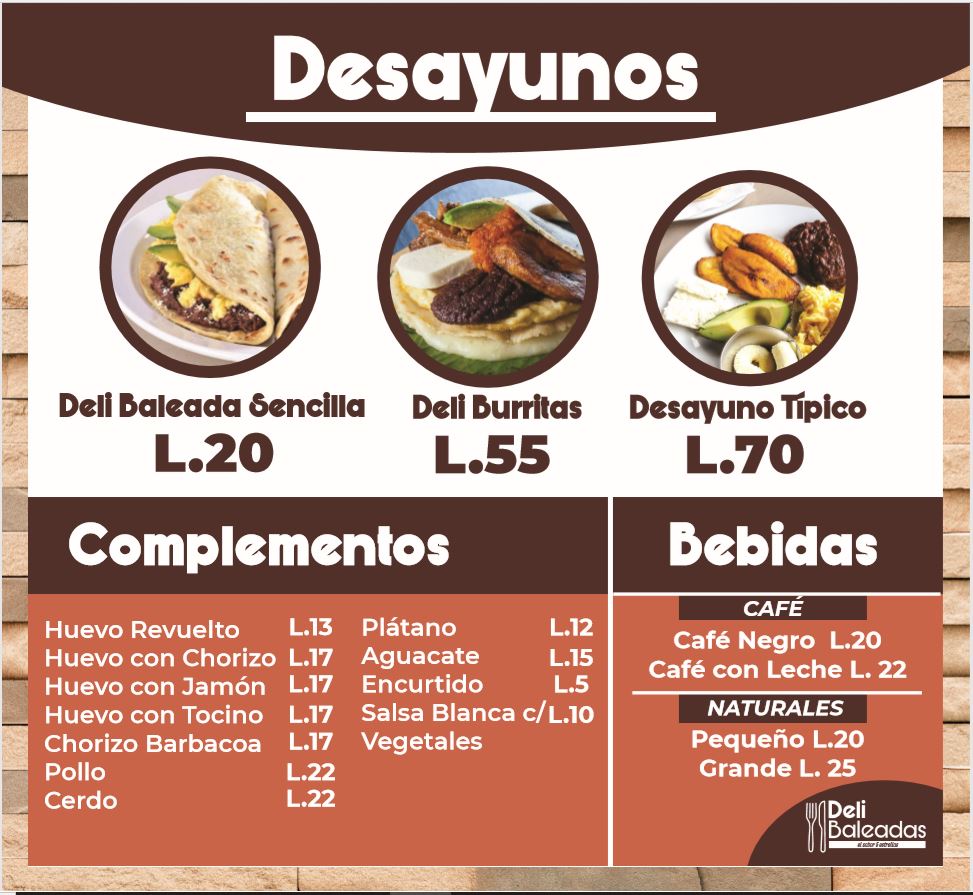 Desayunos
Deli Baleada Sencilla
L.20
Deli Burritas
L.55
Desayuno Típico
L.70
Complementos
Huevo Revuelto L.13
Huevo con Chorizo L.17
Huevo con Jamón L.17
Huevo con Tocino L.17
Chorizo Barbacoa L.17
Pollo L.22
Cerdo L.22
Plátano L.12
Aguacate L.15
Encurtido L.5
Salsa Blanca c/ L.10
Vegetales
Bebidas
CAFÉ
Café Negro L.20
Café con Leche L. 22
NATURALES
Pequeño L.20
Grande L. 25
Deli
Baleadas